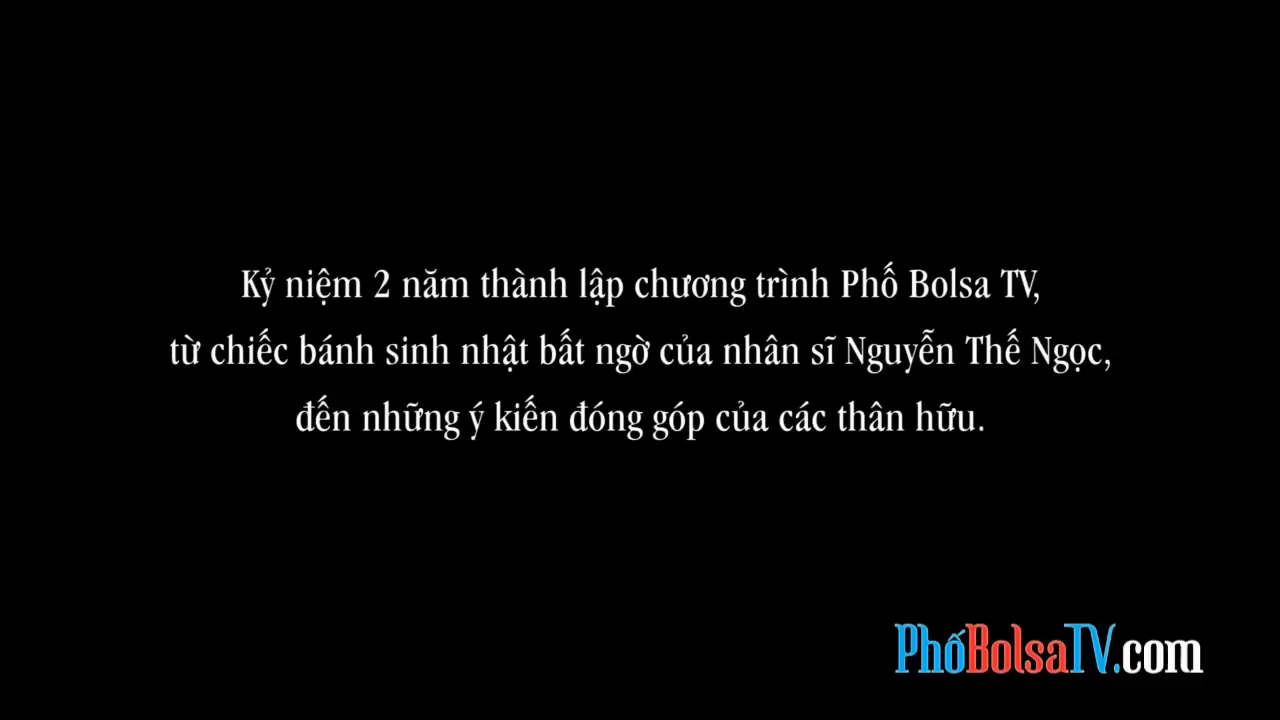 Kỷ niệm 2 năm thành lập chương trình Phố Bolsa TV,
từ chiếc bánh sinh nhật bất ngờ của nhân sĩ Nguyễn Thế Ngọc,
đến những ý kiến đóng góp của các thân hữu.
PhốBolsaTV.com